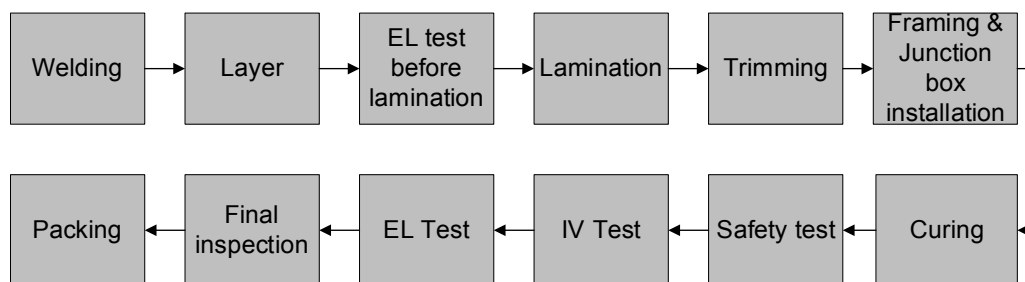 Welding
Layer
EL test
before
lamination
Lamination
Trimming
Framing &
Junction
box
installation
Packing
Final
inspection
EL Test
IV Test
Safety test
Curing